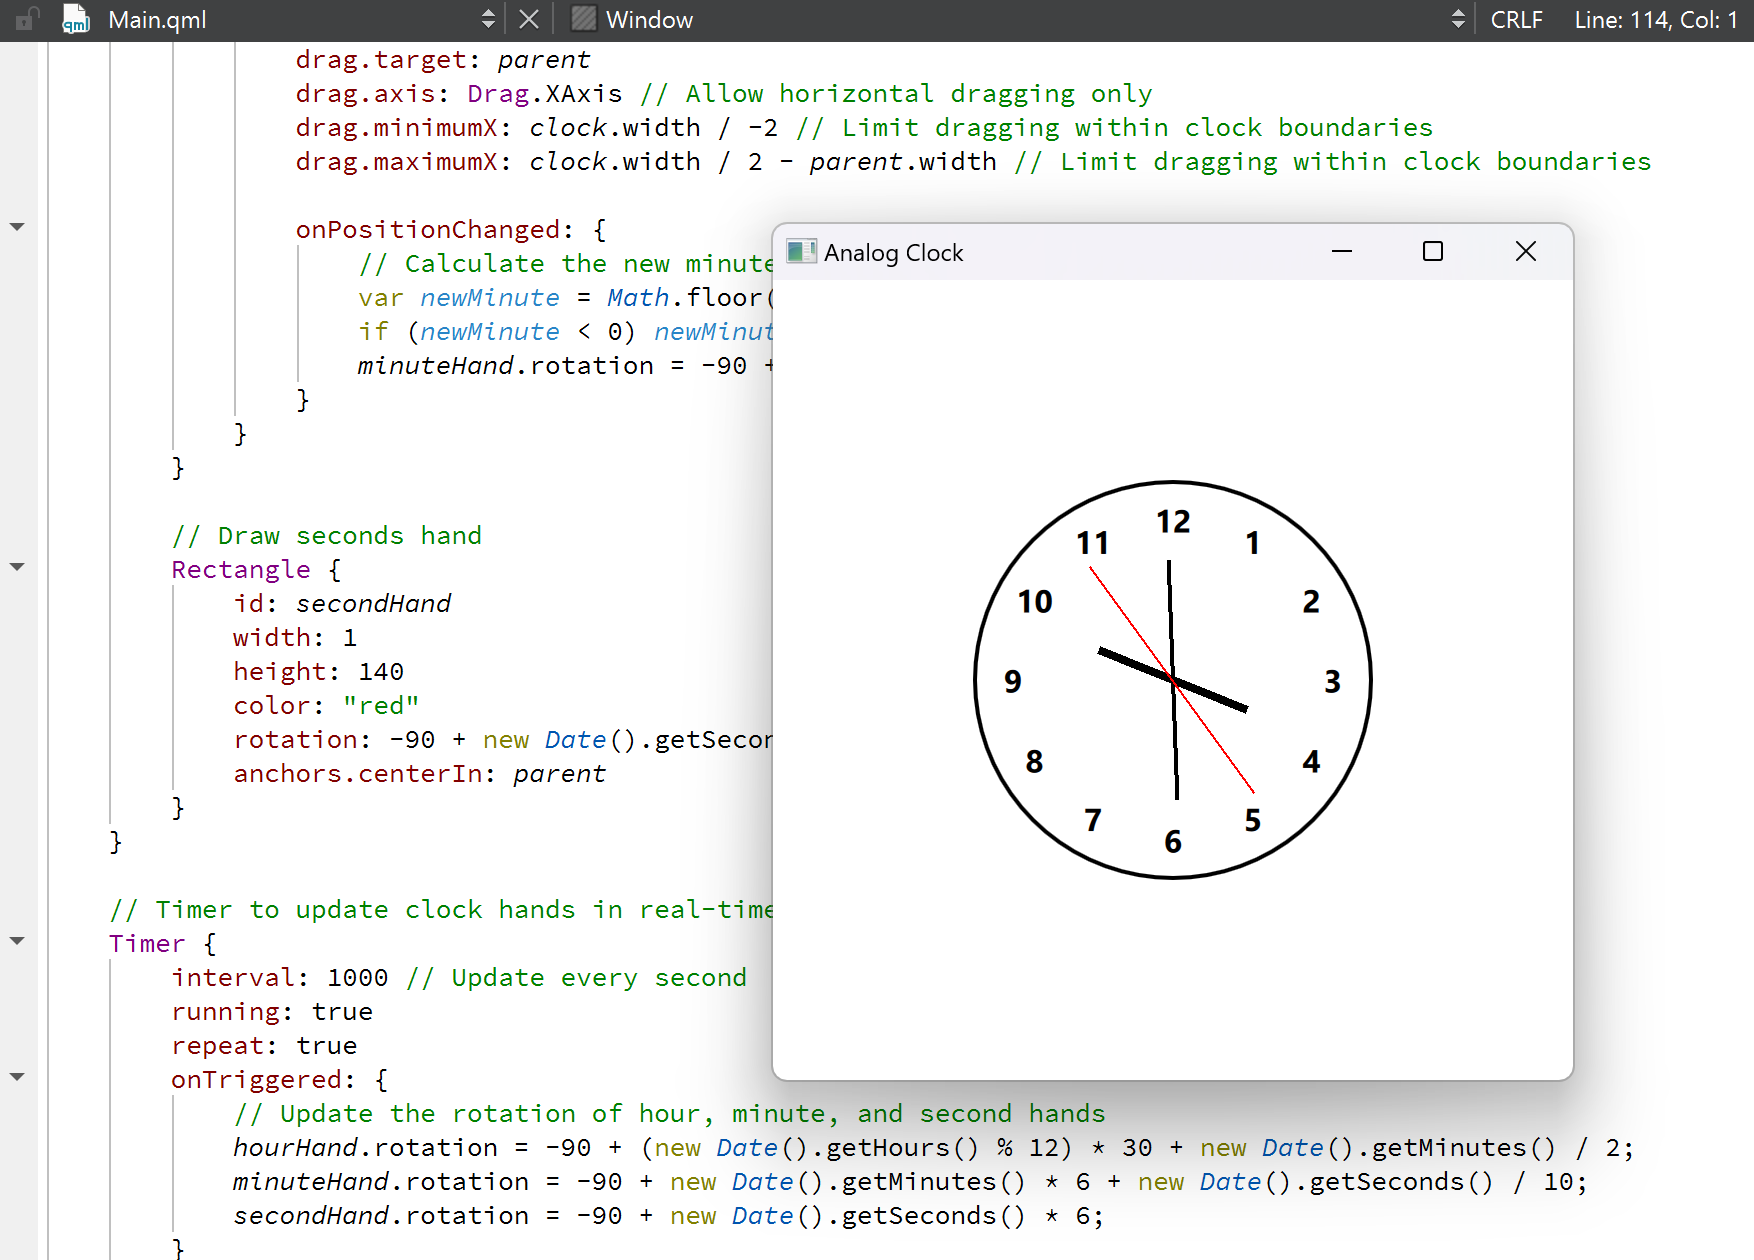 Main.qml Window CRLF Line: 114, Col: 1
drag.target: parent
drag.axis: Drag.XAxis // Allow horizontal dragging only
drag.minimumX: clock.width / -2 // Limit dragging within clock boundaries
drag.maximumX: clock.width / 2 - parent.width // Limit dragging within clock boundaries
onPositionChanged: {
// Calculate the new minute
var newMinute = Math.floor(
if (newMinute < 0) newMinut
minuteHand.rotation = -90 +
}
}
}
// Draw seconds hand
Rectangle {
id: secondHand
width: 1
height: 140
color: "red"
rotation: -90 + new Date().getSecon
anchors.centerIn: parent
}
}
// Timer to update clock hands in real-time
Timer {
interval: 1000 // Update every second
running: true
repeat: true
onTriggered: {
// Update the rotation of hour, minute, and second hands
hourHand.rotation = -90 + (new Date().getHours() % 12) * 30 + new Date().getMinutes() / 2;
minuteHand.rotation = -90 + new Date().getMinutes() * 6 + new Date().getSeconds() / 10;
secondHand.rotation = -90 + new Date().getSeconds() * 6;
}
Analog Clock
12
11 1
10 2
9 3
8 4
7 5
6